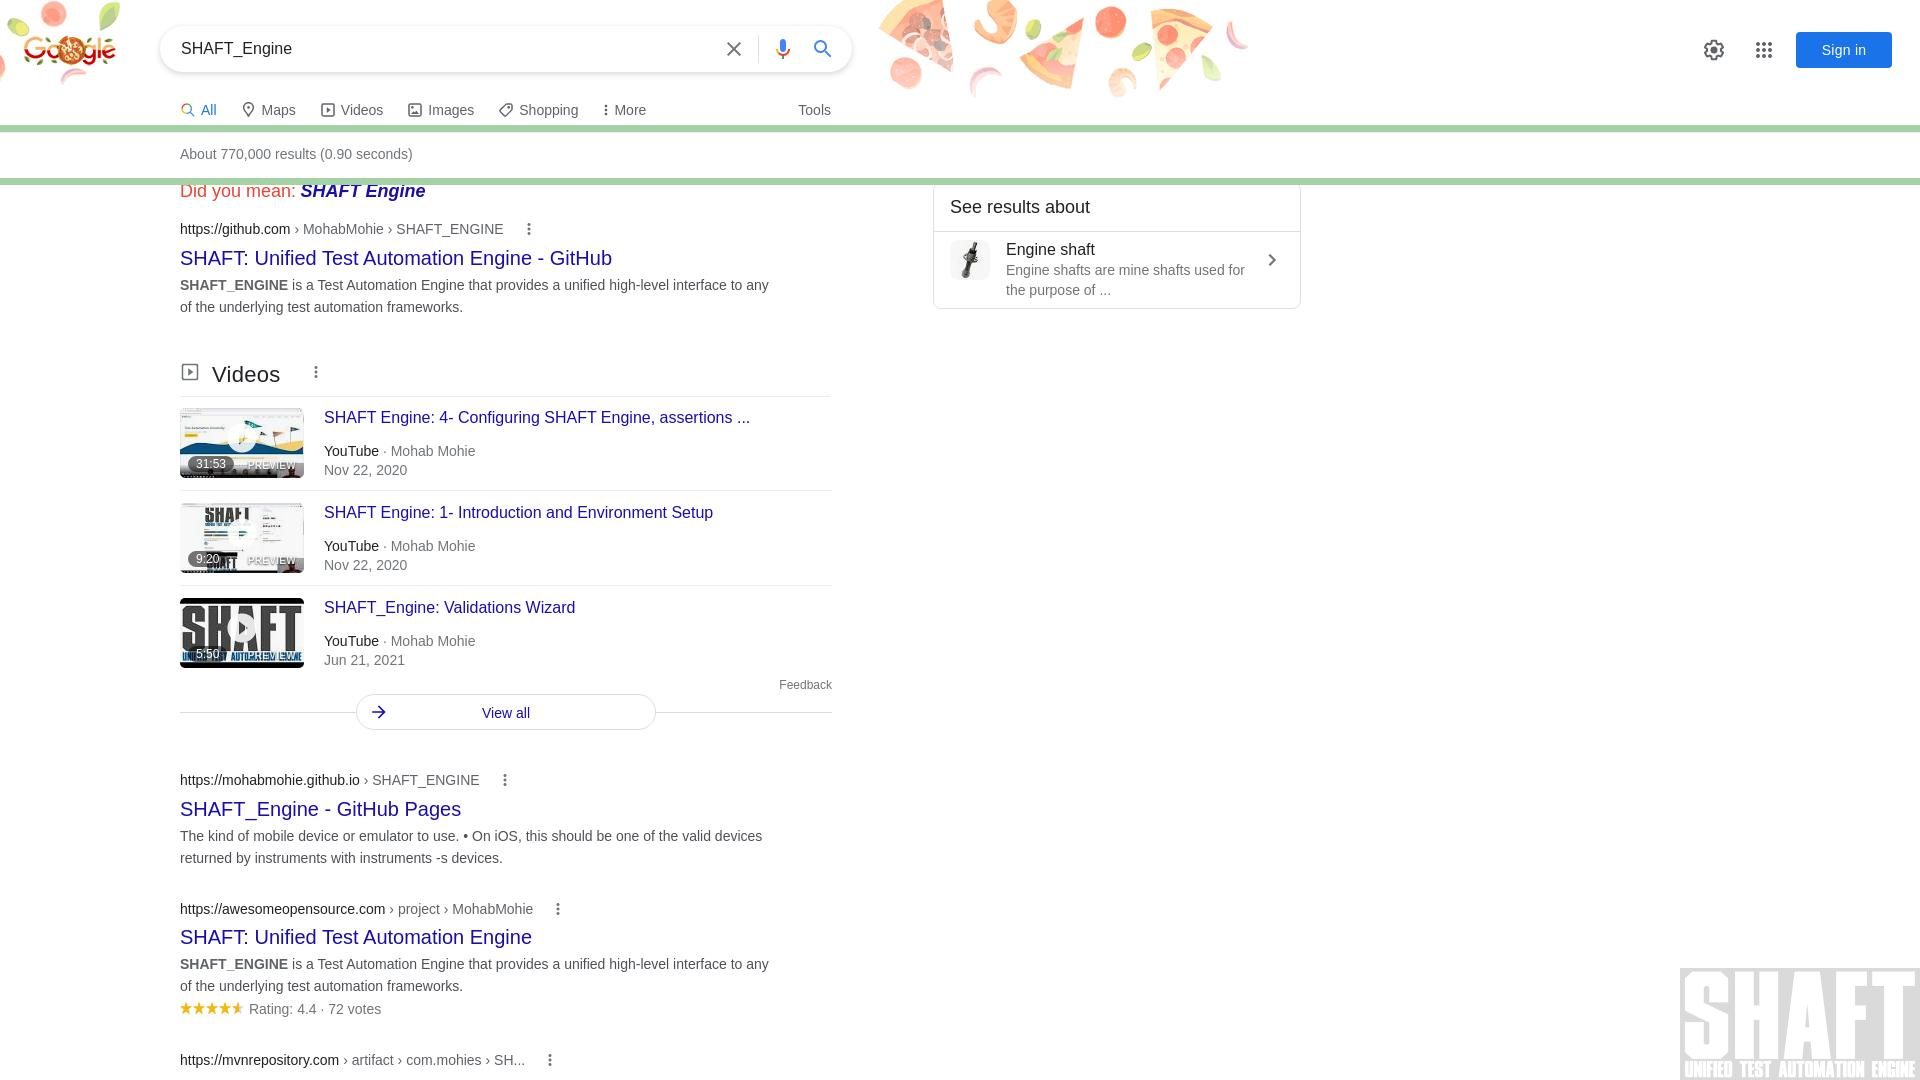 Google
SHAFT_Engine
Sign in
All
Maps
Videos
Images
Shopping
More
Tools
About 770,000 results (0.90 seconds)
Did you mean: SHAFT Engine
https://github.com › MohabMohie › SHAFT_ENGINE
SHAFT: Unified Test Automation Engine - GitHub
SHAFT_ENGINE is a Test Automation Engine that provides a unified high-level interface to any
of the underlying test automation frameworks.
See results about
Engine shaft
Engine shafts are mine shafts used for
the purpose of ...
Videos
SHAFT Engine: 4- Configuring SHAFT Engine, assertions ...
31:53
PREVIEW
YouTube · Mohab Mohie
Nov 22, 2020
SHAFT
SHAFT Engine: 1- Introduction and Environment Setup
9:20
PREVIEW
SHAFT
YouTube · Mohab Mohie
Nov 22, 2020
SHAFT
UNIFIED TEST AUTOMATION ENGINE
SHAFT_Engine: Validations Wizard
5:50
PREVIEW
YouTube · Mohab Mohie
Jun 21, 2021
Feedback
View all
https://mohabmohie.github.io › SHAFT_ENGINE
SHAFT_Engine - GitHub Pages
The kind of mobile device or emulator to use. • On iOS, this should be one of the valid devices
returned by instruments with instruments -s devices.
https://awesomeopensource.com › project › MohabMohie
SHAFT: Unified Test Automation Engine
SHAFT_ENGINE is a Test Automation Engine that provides a unified high-level interface to any
of the underlying test automation frameworks.
Rating: 4.4 · 72 votes
https://mvnrepository.com › artifact › com.mohies › SH...
SHAFT
UNIFIED TEST AUTOMATION ENGINE